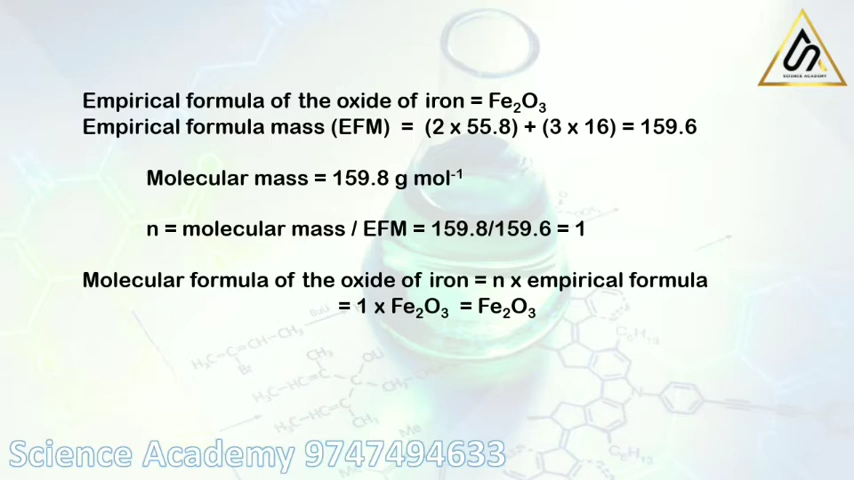 SCIENCE ACADEMY
Empirical formula of the oxide of iron = Fe₂O₃
Empirical formula mass (EFM) = (2 x 55.8) + (3 x 16) = 159.6
Molecular mass = 159.8 g mol⁻¹
n = molecular mass / EFM = 159.8/159.6 = 1
Molecular formula of the oxide of iron = n x empirical formula
= 1 x Fe₂O₃ = Fe₂O₃
Science Academy 9747494633